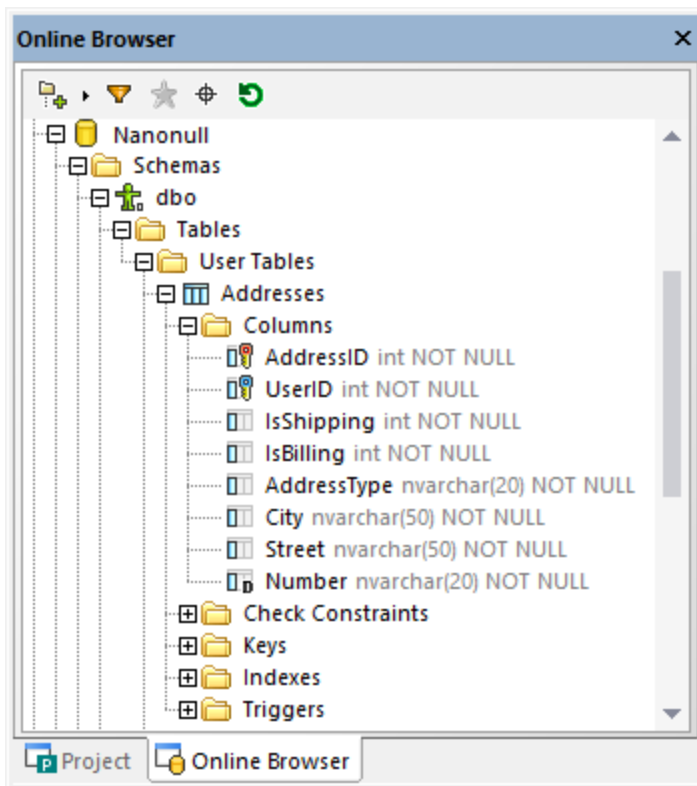 Online Browser
Nanonull
Schemas
dbo
Tables
User Tables
Addresses
Columns
AddressID int NOT NULL
UserID int NOT NULL
IsShipping int NOT NULL
IsBilling int NOT NULL
AddressType nvarchar(20) NOT NULL
City nvarchar(50) NOT NULL
Street nvarchar(50) NOT NULL
Number nvarchar(20) NOT NULL
Check Constraints
Keys
Indexes
Triggers
Project Online Browser